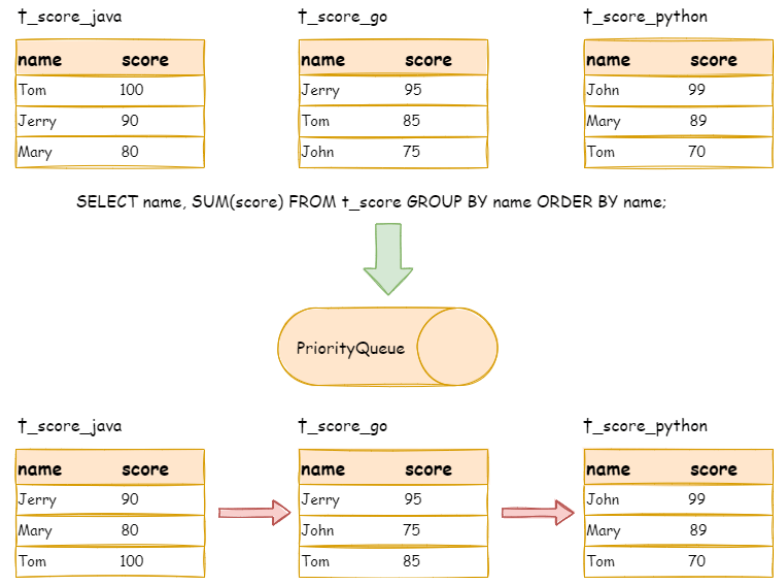 t_score_java t_score_go t_score_python
name score name score name score
Tom 100 Jerry 95 John 99
Jerry 90 Tom 85 Mary 89
Mary 80 John 75 Tom 70
SELECT name, SUM(score) FROM t_score GROUP BY name ORDER BY name;
PriorityQueue
t_score_java t_score_go t_score_python
name score name score name score
Jerry 90 Jerry 95 John 99
Mary 80 John 75 Mary 89
Tom 100 Tom 85 Tom 70